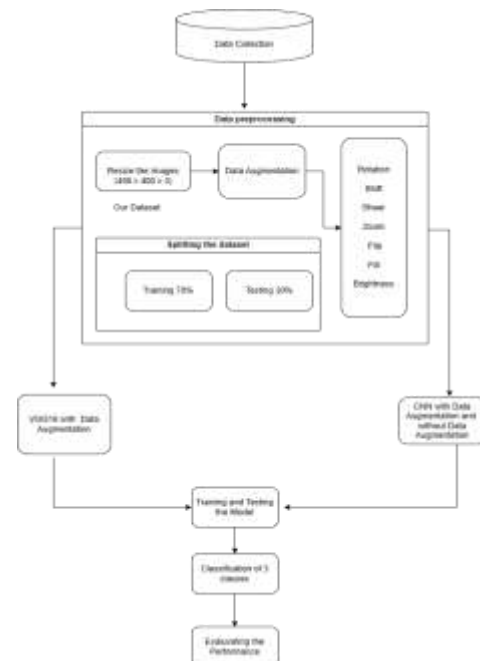 Data Collection
Data preprocessing
Resize the images
Data Augmentation
Our Dataset
Rotation
Shift
Shear
Zoom
Flip
Fill
Brightness
Splitting the dataset
Training 70%
Testing 30%
VGG16 with Data
Augmentation
CNN with Data
Augmentation and
without Data
Augmentation
Training and Testing
the Model
Classification of
classes
Evaluating the
Performance